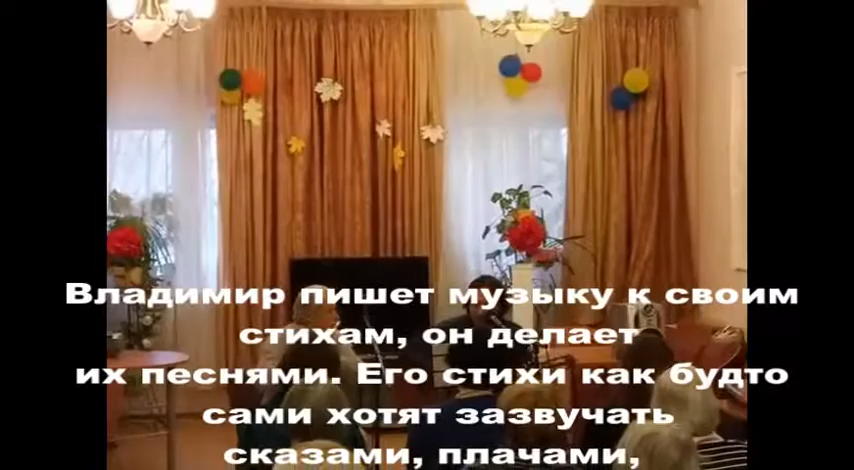 Владимир пишет музыку к своим
стихам, он делает
их песнями. Его стихи как будто
сами хотят зазвучать
сказами, плачами,